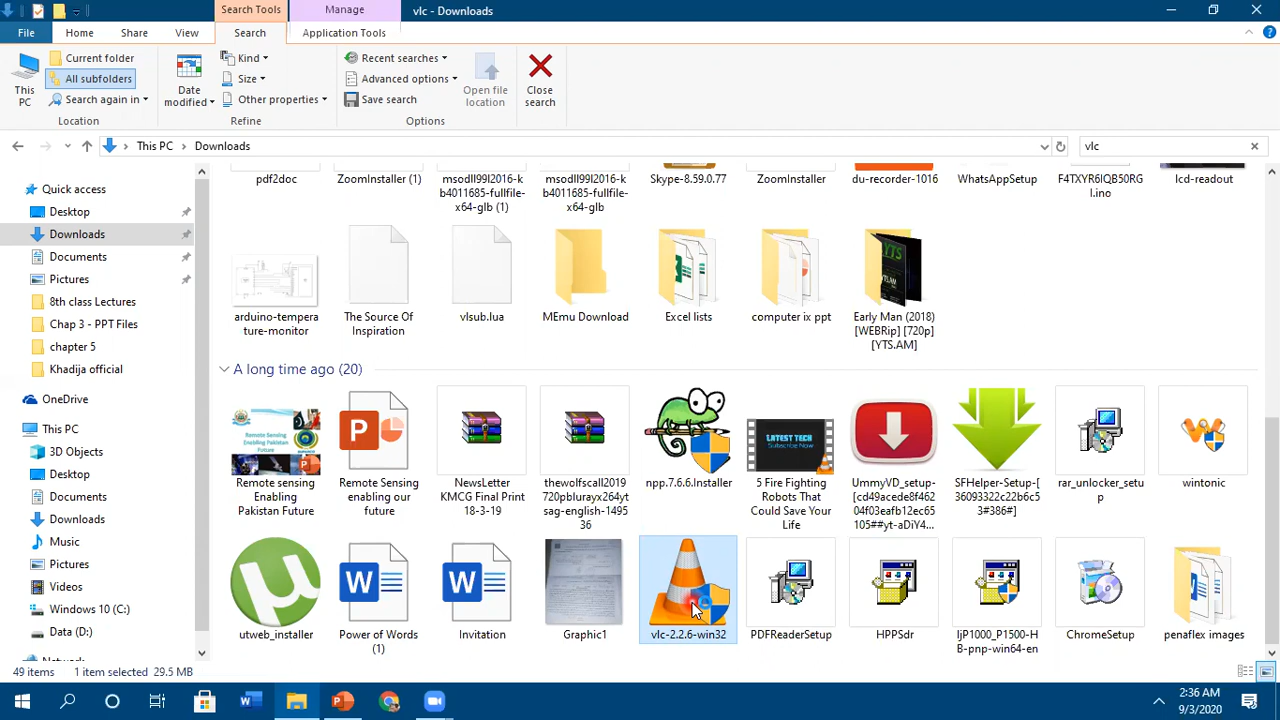 Search Tools
Manage
vlc - Downloads
File
Home
Share
View
Search
Application Tools
This PC
Current folder
All subfolders
Search again in
Location
Date modified
Kind
Size
Other properties
Refine
Recent searches
Advanced options
Save search
Options
Open file location
Close search
This PC
Downloads
vlc
Quick access
Desktop
Downloads
Documents
Pictures
8th class Lectures
Chap 3 - PPT Files
chapter 5
Khadija official
OneDrive
This PC
3D Objects
Desktop
Documents
Downloads
Music
Pictures
Videos
Windows 10 (C:)
Data (D:)
pdf2doc
ZoomInstaller (1)
msodll99l2016-k
b4011685-fullfile-
x64-glb (1)
msodll99l2016-k
b4011685-fullfile-
x64-glb
Skype-8.59.0.77
ZoomInstaller
du-recorder-1016
WhatsAppSetup
F4TXYR6IQB50RG
I.ino
lcd-readout
arduino-tempera
ture-monitor
The Source Of
Inspiration
vlsub.lua
MEmu Download
Excel lists
computer ix ppt
YTS
Early Man (2018)
[WEBRip] [720p]
[YTS.AM]
A long time ago (20)
Remote Sensing
Enabling Pakistan
Future
Remote sensing
Enabling
Pakistan Future
Remote Sensing
enabling our
future
NewsLetter
KMCG Final Print
18-3-19
thewolfscall2019
720pblurayx264yt
sag-english-1495
36
npp.7.6.6.Installer
LATEST TECH
Subscribe Now
5 Fire Fighting
Robots That
Could Save Your
Life
UmmyVD_setup-
[cd49acede8f462
04f03eafb12ec65
105##yt-aDiY4...
SFHelper-Setup-[
36093322c22b6c5
3#386#]
rar_unlocker_setu
p
wintonic
utweb_installer
Power of Words
(1)
Invitation
Graphic1
vlc-2.2.6-win32
PDFReaderSetup
HPPSdr
ljP1000_P1500-H
B-pnp-win64-en
ChromeSetup
penaflex images
49 items
1 item selected 29.5 MB
2:36 AM
9/3/2020